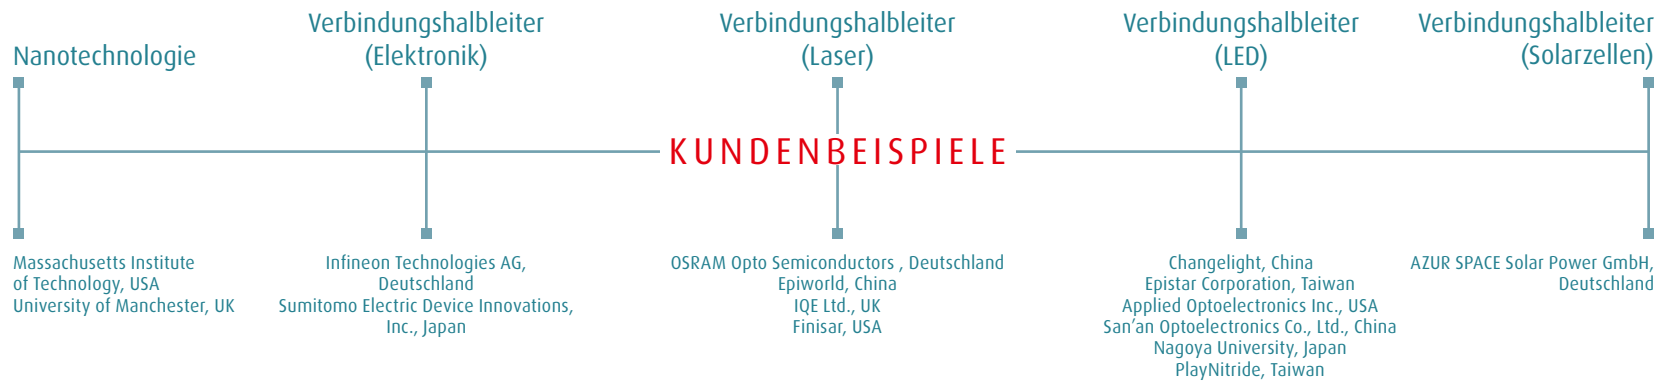 Nanotechnologie
Verbindungshalbleiter
(Elektronik)
Verbindungshalbleiter
(Laser)
Verbindungshalbleiter
(LED)
Verbindungshalbleiter
(Solarzellen)
KUNDENBEISPIELE
Massachusetts Institute
of Technology, USA
University of Manchester, UK
Infineon Technologies AG,
Deutschland
Sumitomo Electric Device Innovations,
Inc., Japan
OSRAM Opto Semiconductors , Deutschland
Epiworld, China
IQE Ltd., UK
Finisar, USA
Changelight, China
Epistar Corporation, Taiwan
Applied Optoelectronics Inc., USA
San’an Optoelectronics Co., Ltd., China
Nagoya University, Japan
PlayNitride, Taiwan
AZUR SPACE Solar Power GmbH,
Deutschland